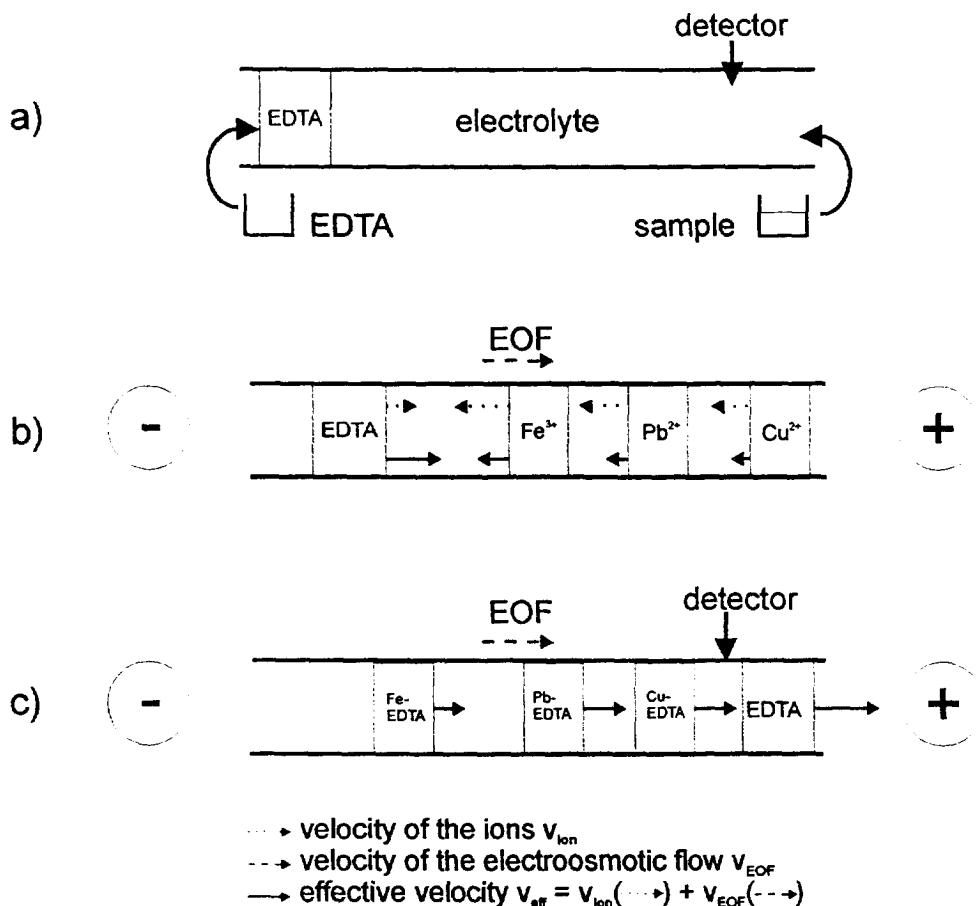 detector
a)
EDTA
electrolyte
EDTA
sample
EOF
b)
-
EDTA
Fe³⁺
Pb²⁺
Cu²⁺
+
detector
EOF
c)
-
Fe-
EDTA
Pb-
EDTA
Cu-
EDTA
EDTA
+
velocity of the ions v_ion
velocity of the electroosmotic flow v_EOF
effective velocity v_eff = v_ion(····▸) + v_EOF(--→)